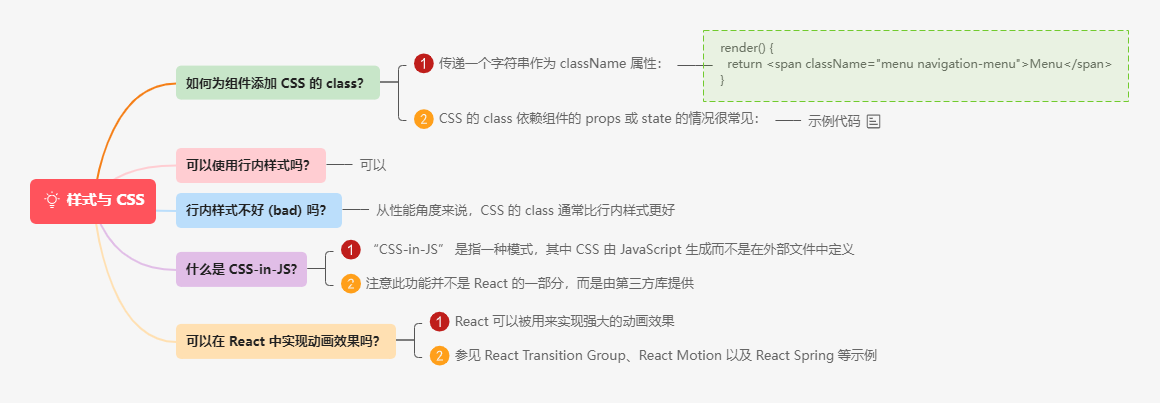 样式与 CSS
如何为组件添加 CSS 的 class?
1 传递一个字符串作为 className 属性：
render() {
return <span className="menu navigation-menu">Menu</span>
}
2 CSS 的 class 依赖组件的 props 或 state 的情况很常见：
示例代码
可以使用行内样式吗？
可以
行内样式不好 (bad) 吗？
从性能角度来说，CSS 的 class 通常比行内样式更好
什么是 CSS-in-JS?
1 “CSS-in-JS” 是指一种模式，其中 CSS 由 JavaScript 生成而不是在外部文件中定义
2 注意此功能并不是 React 的一部分，而是由第三方库提供
可以在 React 中实现动画效果吗？
1 React 可以被用来实现强大的动画效果
2 参见 React Transition Group、React Motion 以及 React Spring 等示例